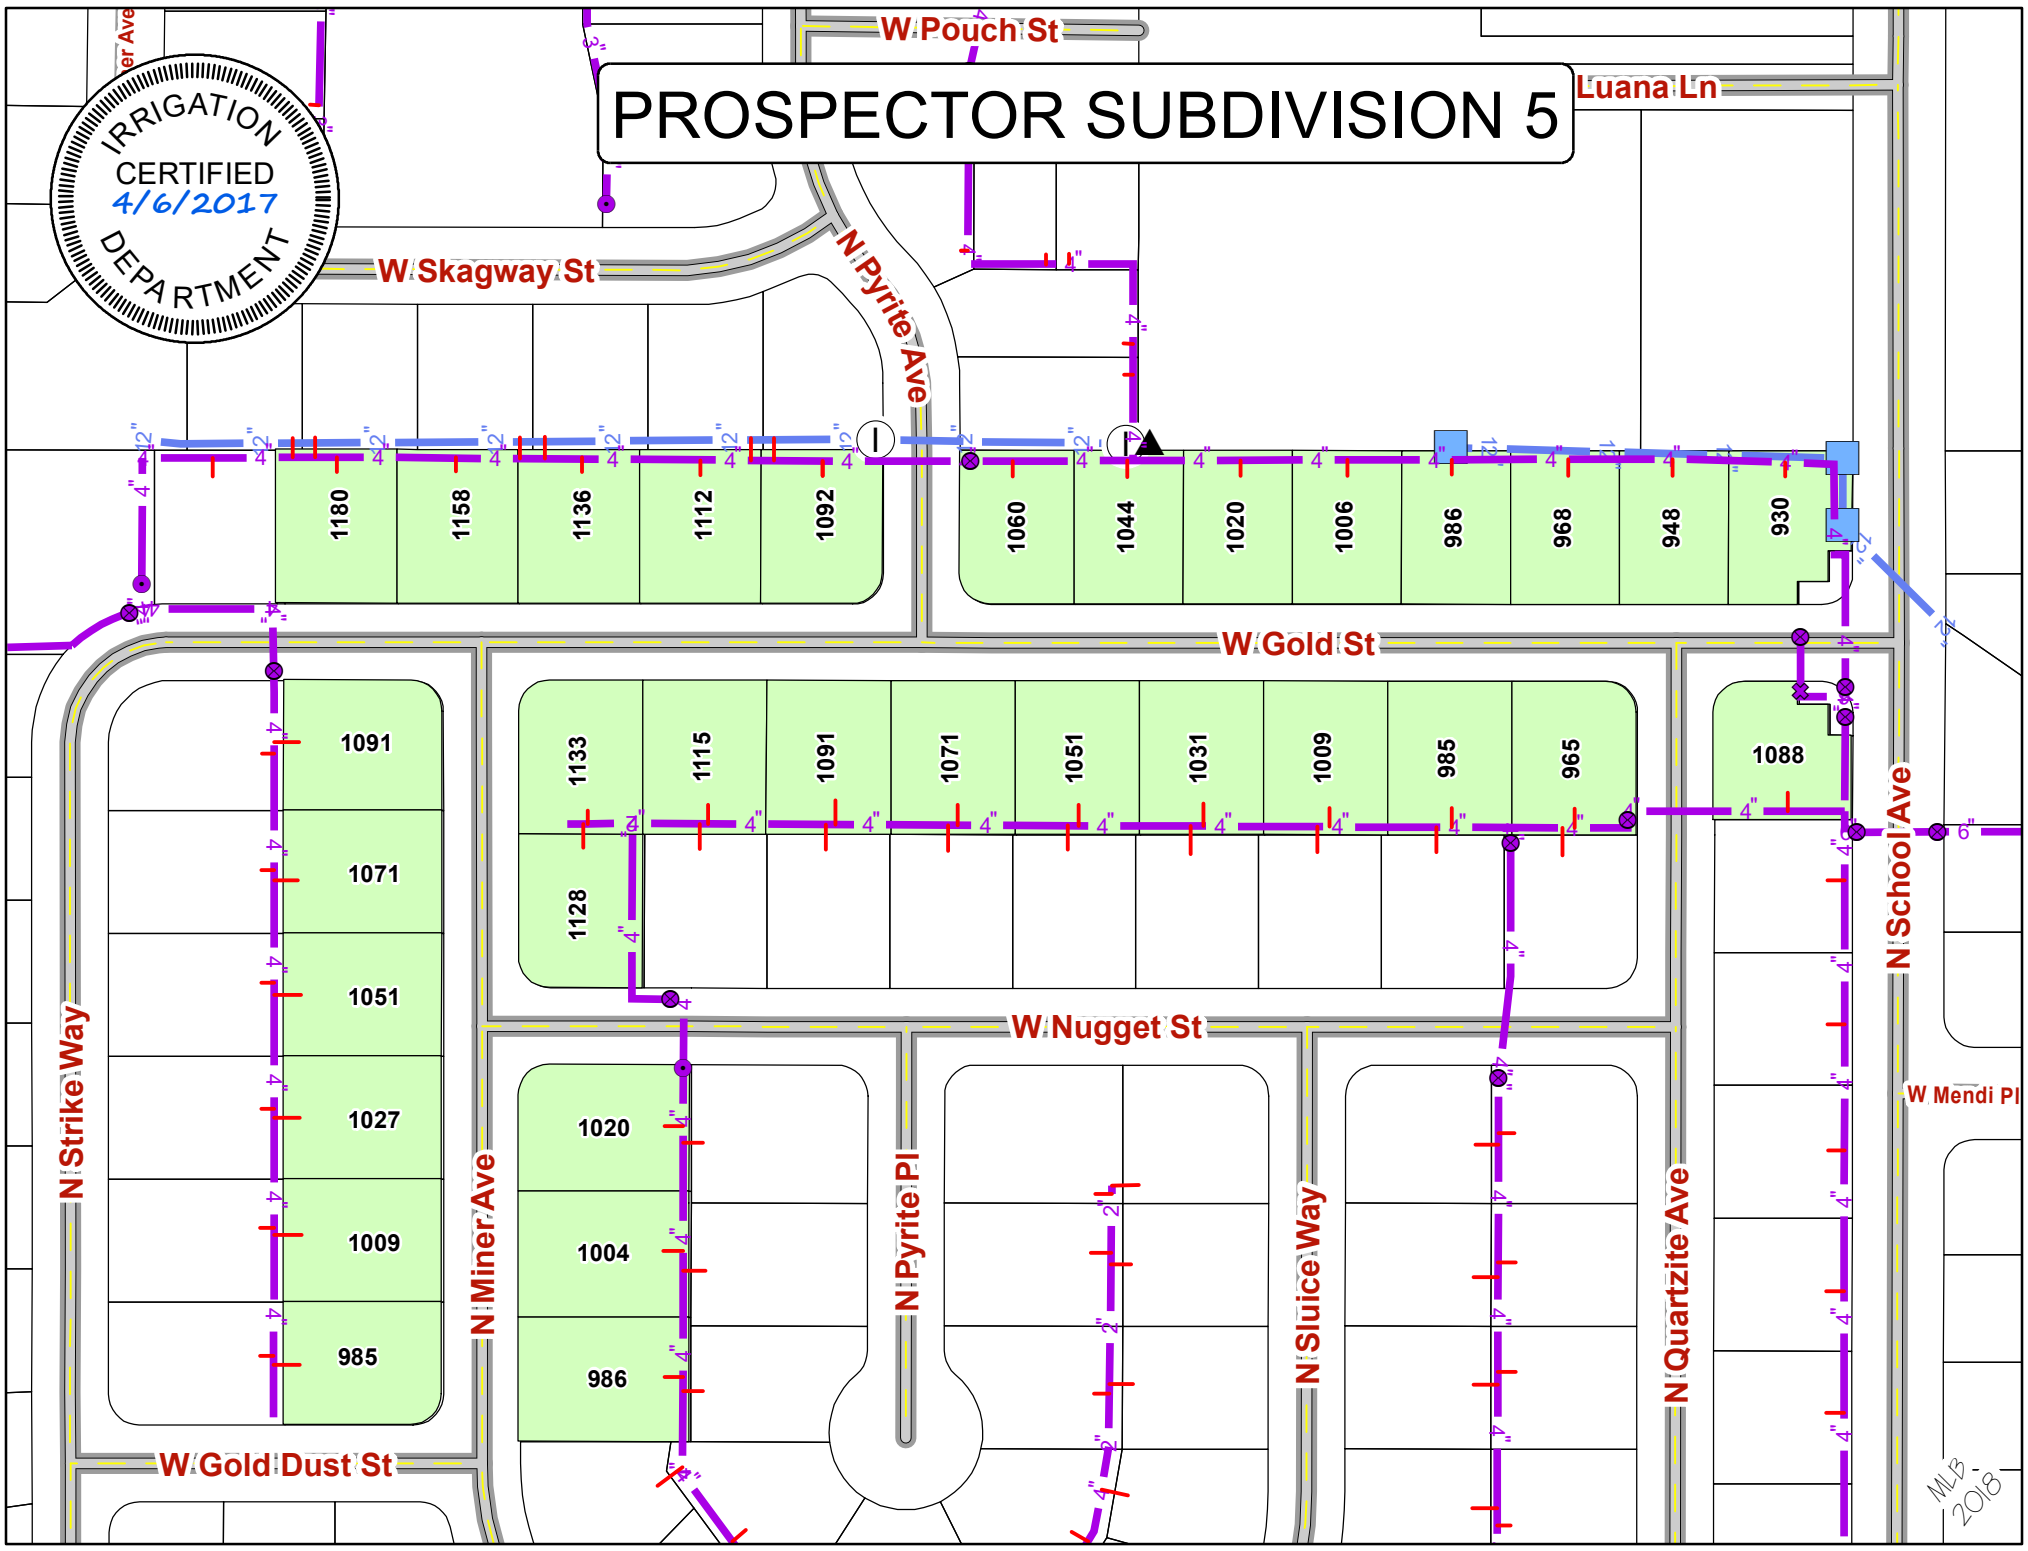 PROSPECTOR SUBDIVISION 5
IRRIGATION
CERTIFIED
4/6/2017
DEPARTMENT
W Pouch St
Luana Ln
W Skagway St
N Pyrite Ave
1180
1158
1136
1112
1092
1060
1044
1020
1006
986
968
948
930
W Gold St
1091
1071
1051
1027
1009
985
1133
1115
1091
1071
1051
1031
1009
985
965
1088
1128
W Nugget St
1020
1004
986
N Strike Way
N Miner Ave
N Pyrite Pl
N Sluice Way
N Quartzite Ave
N School Ave
W Mendi Pl
W Gold Dust St
6"
MLB
2018